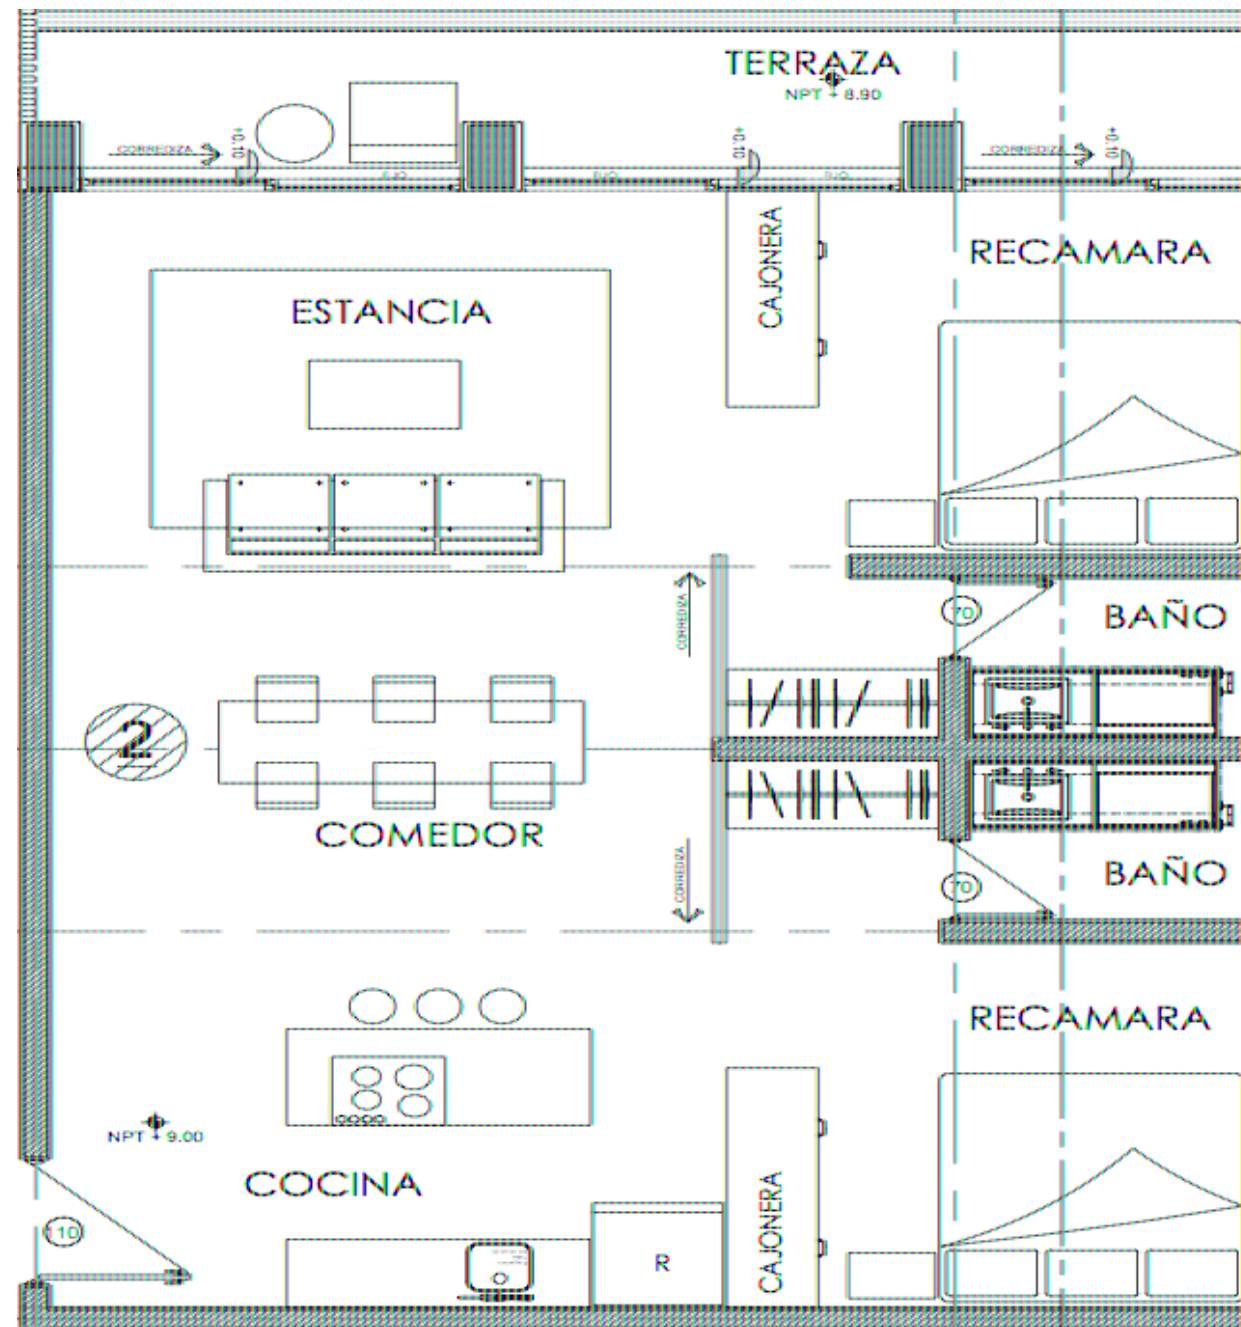 TERRAZA
NPT + 8.90
CORREDIZA
+0.10
+0.10
CORREDIZA
+0.10
FIJO
FIJO
FIJO
RECAMARA
CAJONERA
ESTANCIA
CORREDIZA
70
BAÑO
2
COMEDOR
CORREDIZA
70
BAÑO
RECAMARA
NPT + 9.00
COCINA
110
CAJONERA
R